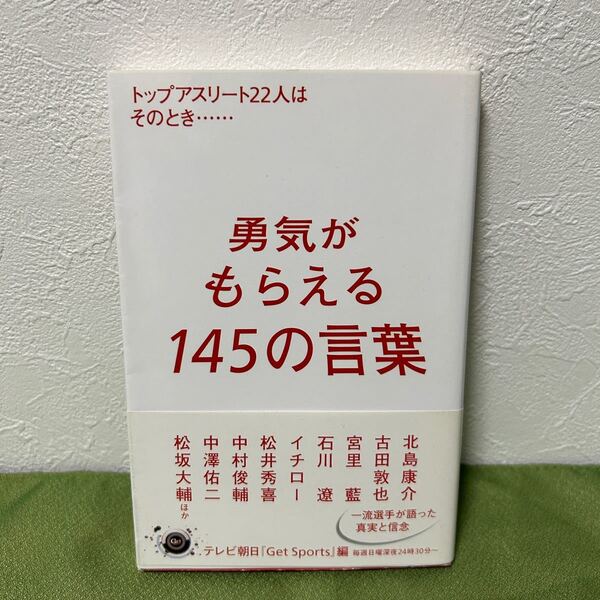 トップアスリート22人は
そのとき……
勇気が
もらえる
145の言葉
北島康介
古田敦也
宮里 藍
石川 遼
イチロー
松井秀喜
中村俊輔
中澤佑二
松坂大輔ほか
一流選手が語った
真実と信念
Get
テレビ朝日『Get Sports』編 毎週日曜深夜24時30分～